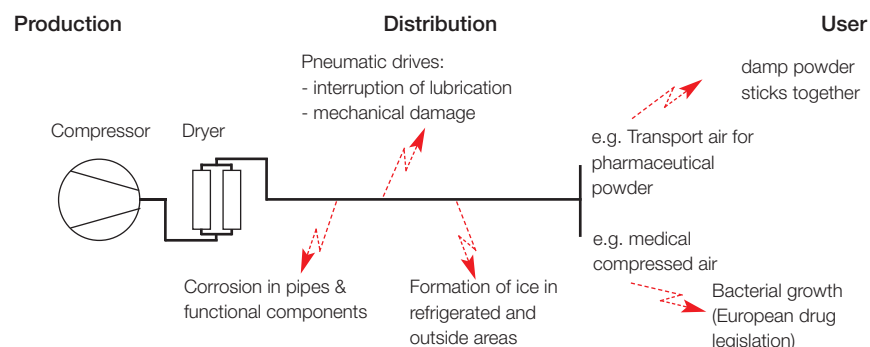 Production
Distribution
User
Pneumatic drives:
- interruption of lubrication
- mechanical damage
damp powder
sticks together
Compressor
Dryer
e.g. Transport air for
pharmaceutical
powder
e.g. medical
compressed air
Corrosion in pipes &
functional components
Formation of ice in
refrigerated and
outside areas
Bacterial growth
(European drug
legislation)